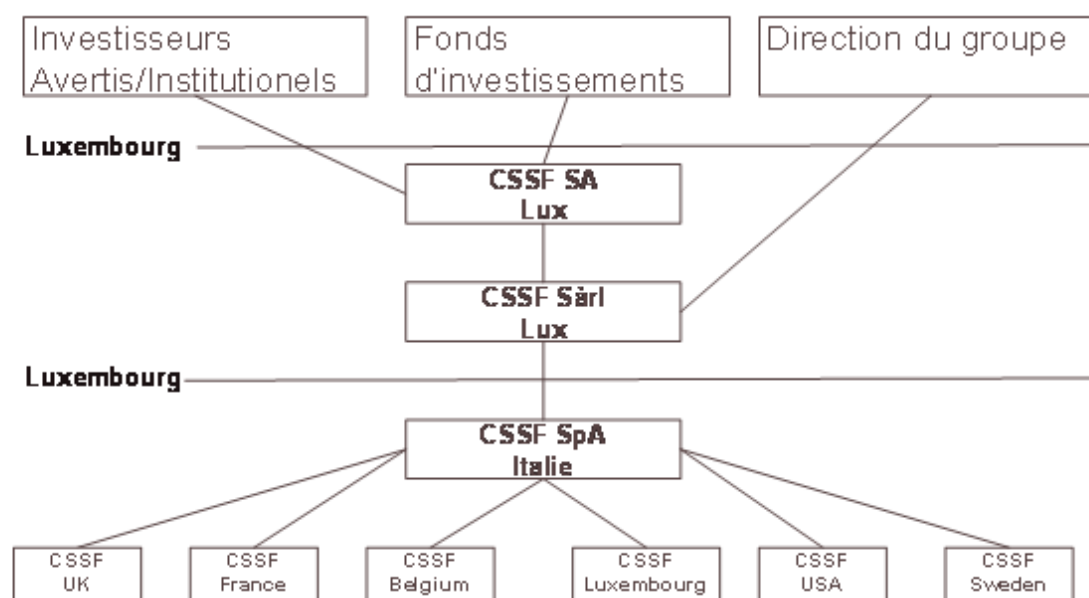 Investisseurs
Avertis/Institutionels
Fonds
d'investissements
Direction du groupe
Luxembourg
CSSF SA
Lux
CSSF Sàrl
Lux
Luxembourg
CSSF SpA
Italie
CSSF
UK
CSSF
France
CSSF
Belgium
CSSF
Luxembourg
CSSF
USA
CSSF
Sweden